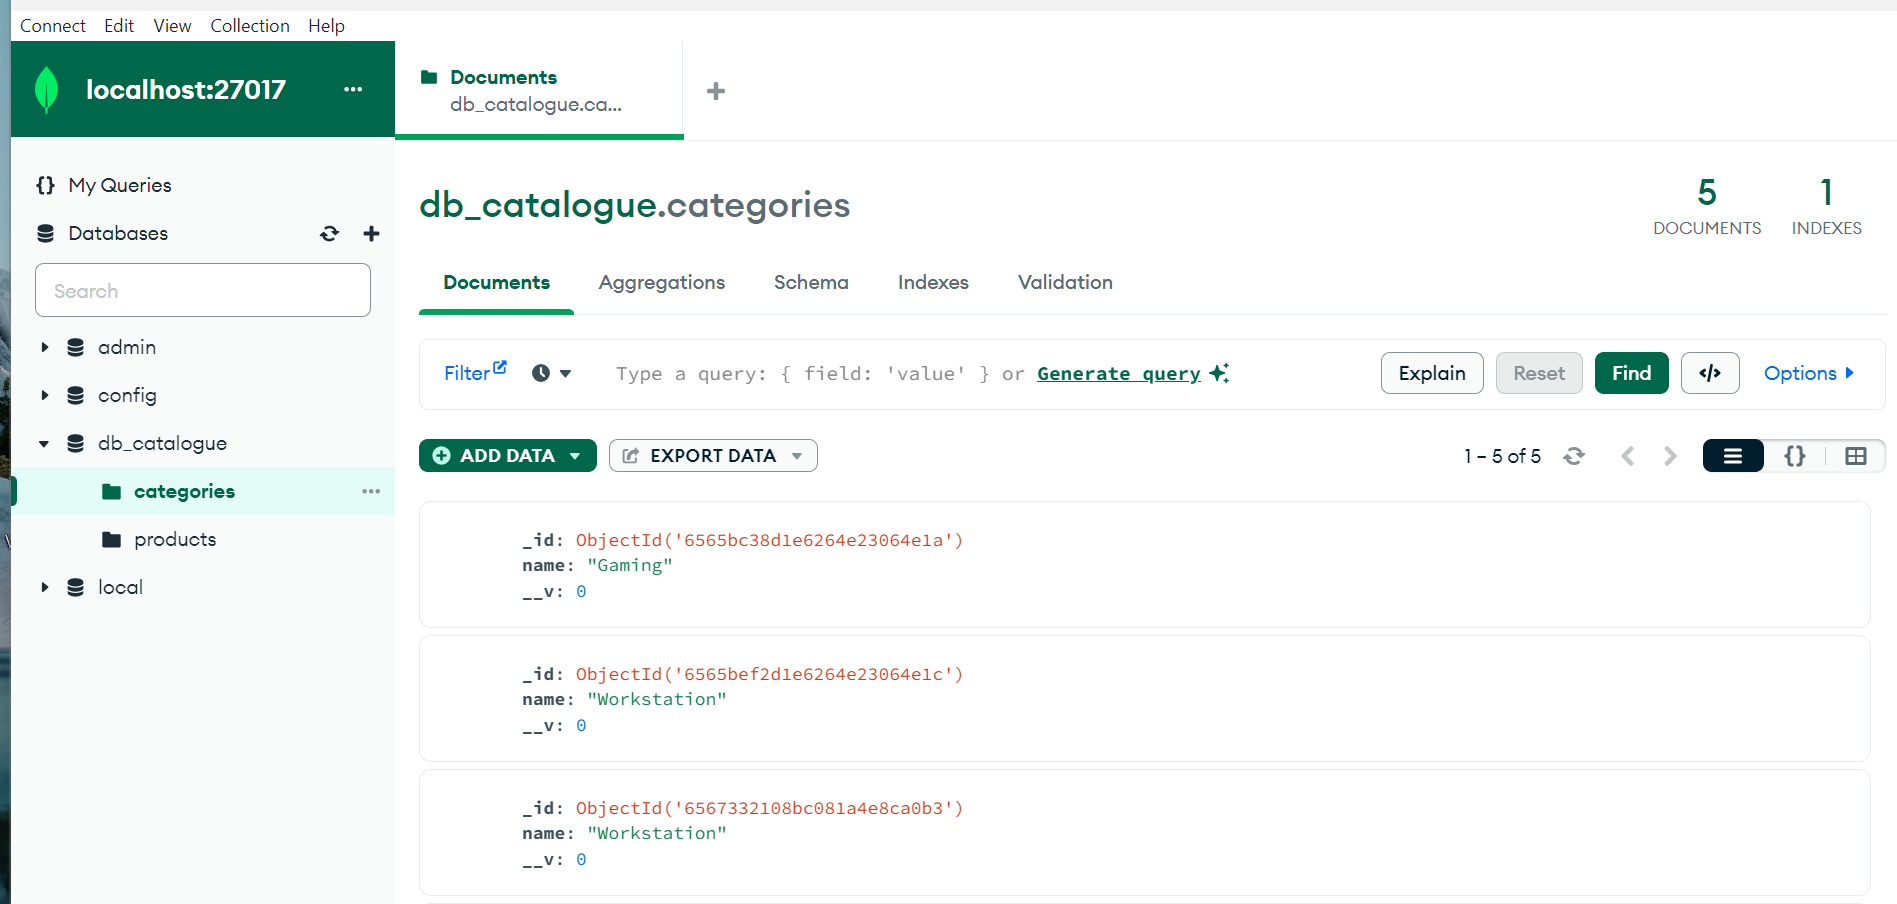 Connect Edit View Collection Help
localhost:27017 ...
Documents
db_catalogue.ca...
{} My Queries
Databases
Search
admin
config
db_catalogue
categories ...
products
local
db_catalogue.categories
5
DOCUMENTS
1
INDEXES
Documents Aggregations Schema Indexes Validation
Filter Type a query: { field: 'value' } or Generate query Explain Reset Find </> Options
ADD DATA EXPORT DATA 1 – 5 of 5 {}
_id: ObjectId('6565bc38d1e6264e23064e1a')
name: "Gaming"
__v: 0
_id: ObjectId('6565bef2d1e6264e23064e1c')
name: "Workstation"
__v: 0
_id: ObjectId('6567332108bc081a4e8ca0b3')
name: "Workstation"
__v: 0